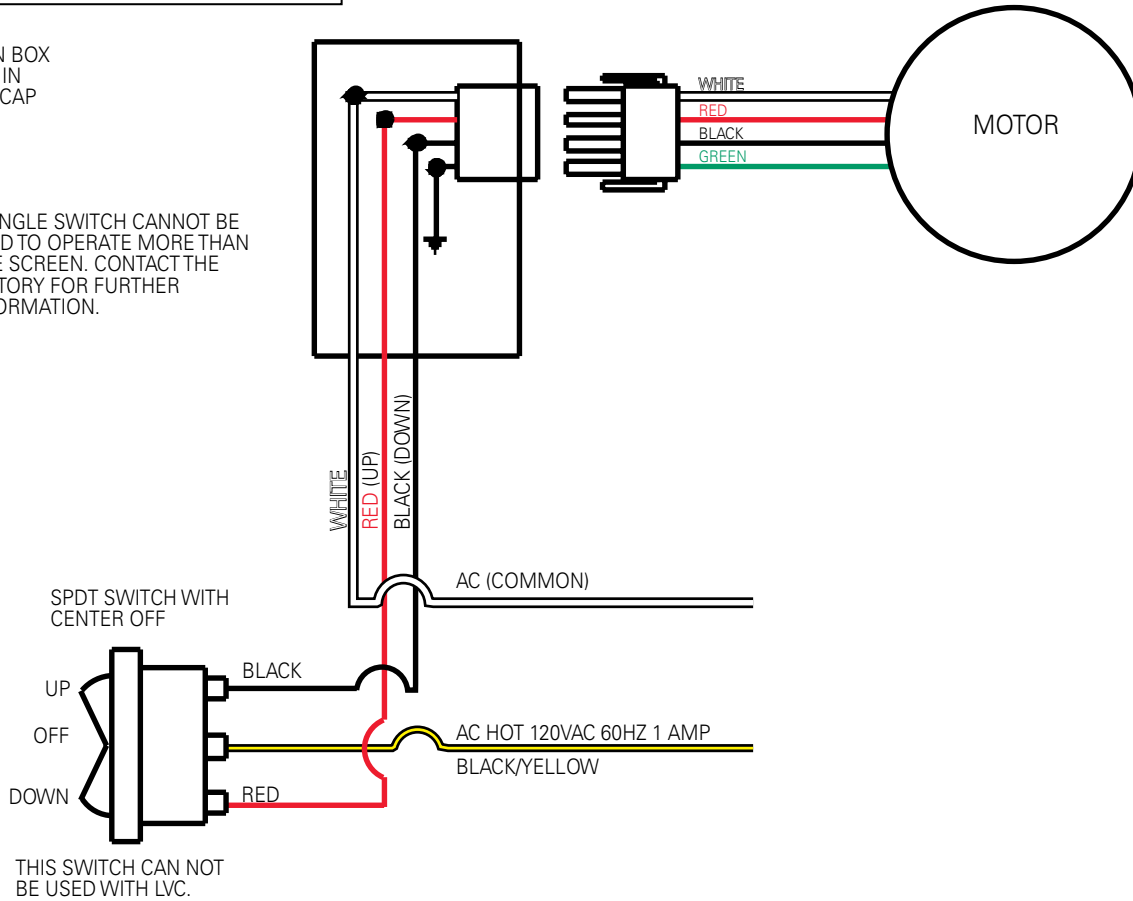 N BOX
IN
CAP
NGLE SWITCH CANNOT BE
D TO OPERATE MORE THAN
E SCREEN. CONTACT THE
TORY FOR FURTHER
ORMATION.
WHITE
RED
BLACK
GREEN
MOTOR
WHITE
RED (UP)
BLACK (DOWN)
AC (COMMON)
SPDT SWITCH WITH
CENTER OFF
UP
OFF
DOWN
BLACK
AC HOT 120VAC 60HZ 1 AMP
BLACK/YELLOW
RED
THIS SWITCH CAN NOT
BE USED WITH LVC.